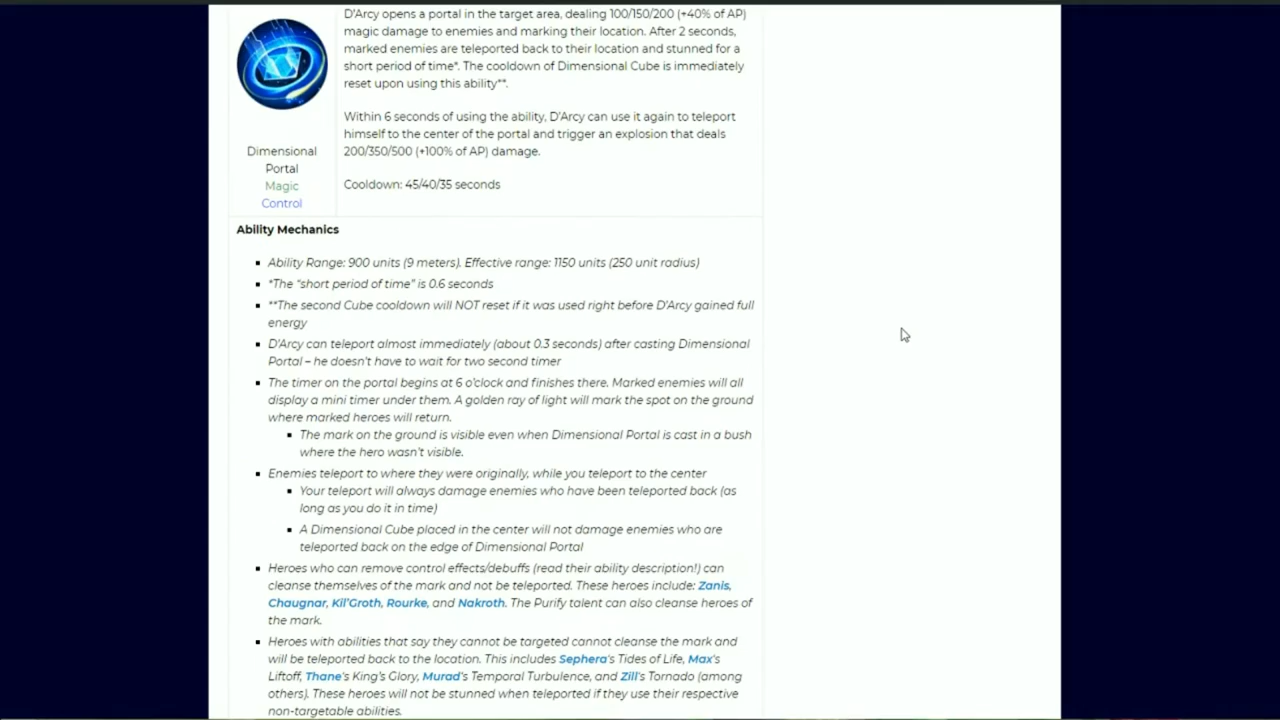 D'Arcy opens a portal in the target area, dealing 100/150/200 (+40% of AP)
magic damage to enemies and marking their location. After 2 seconds,
marked enemies are teleported back to their location and stunned for a
short period of time*. The cooldown of Dimensional Cube is immediately
reset upon using this ability**.
Within 6 seconds of using the ability, D'Arcy can use it again to teleport
himself to the center of the portal and trigger an explosion that deals
200/350/500 (+100% of AP) damage.
Cooldown: 45/40/35 seconds
Dimensional
Portal
Magic
Control
Ability Mechanics
Ability Range: 900 units (9 meters). Effective range: 1150 units (250 unit radius)
*The "short period of time" is 0.6 seconds
**The second Cube cooldown will NOT reset if it was used right before D'Arcy gained full
energy
D'Arcy can teleport almost immediately (about 0.3 seconds) after casting Dimensional
Portal – he doesn't have to wait for two second timer
The timer on the portal begins at 6 o'clock and finishes there. Marked enemies will all
display a mini timer under them. A golden ray of light will mark the spot on the ground
where marked heroes will return.
The mark on the ground is visible even when Dimensional Portal is cast in a bush
where the hero wasn't visible.
Enemies teleport to where they were originally, while you teleport to the center
Your teleport will always damage enemies who have been teleported back (as
long as you do it in time)
A Dimensional Cube placed in the center will not damage enemies who are
teleported back on the edge of Dimensional Portal
Heroes who can remove control effects/debuffs (read their ability description!) can
cleanse themselves of the mark and not be teleported. These heroes include: Zanis,
Chaugnar, Kil'Groth, Rourke, and Nakroth. The Purify talent can also cleanse heroes of
the mark.
Heroes with abilities that say they cannot be targeted cannot cleanse the mark and
will be teleported back to the location. This includes Sephera's Tides of Life, Max's
Liftoff, Thane's King's Glory, Murad's Temporal Turbulence, and Zill's Tornado (among
others). These heroes will not be stunned when teleported if they use their respective
non-targetable abilities.